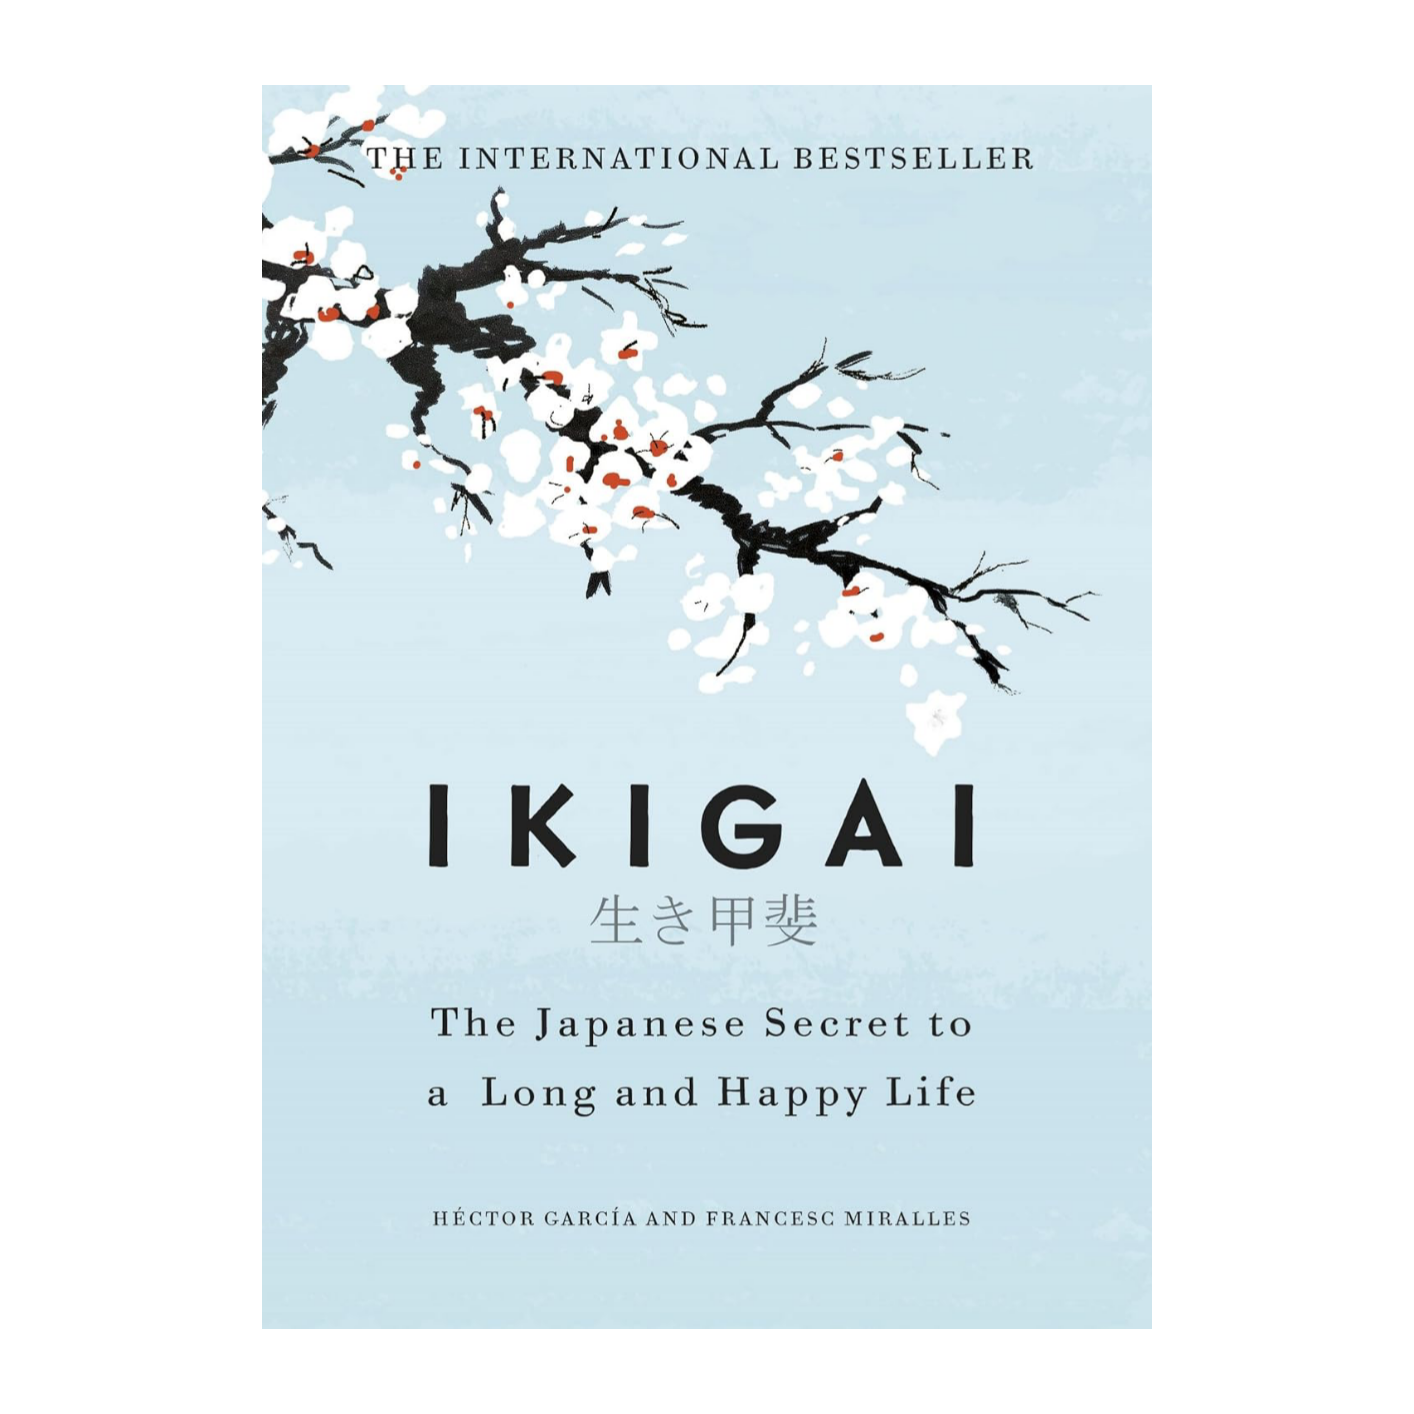 THE INTERNATIONAL BESTSELLER
IKIGAI
生き甲斐
The Japanese Secret to
a Long and Happy Life
HÉCTOR GARCÍA AND FRANCESC MIRALLES